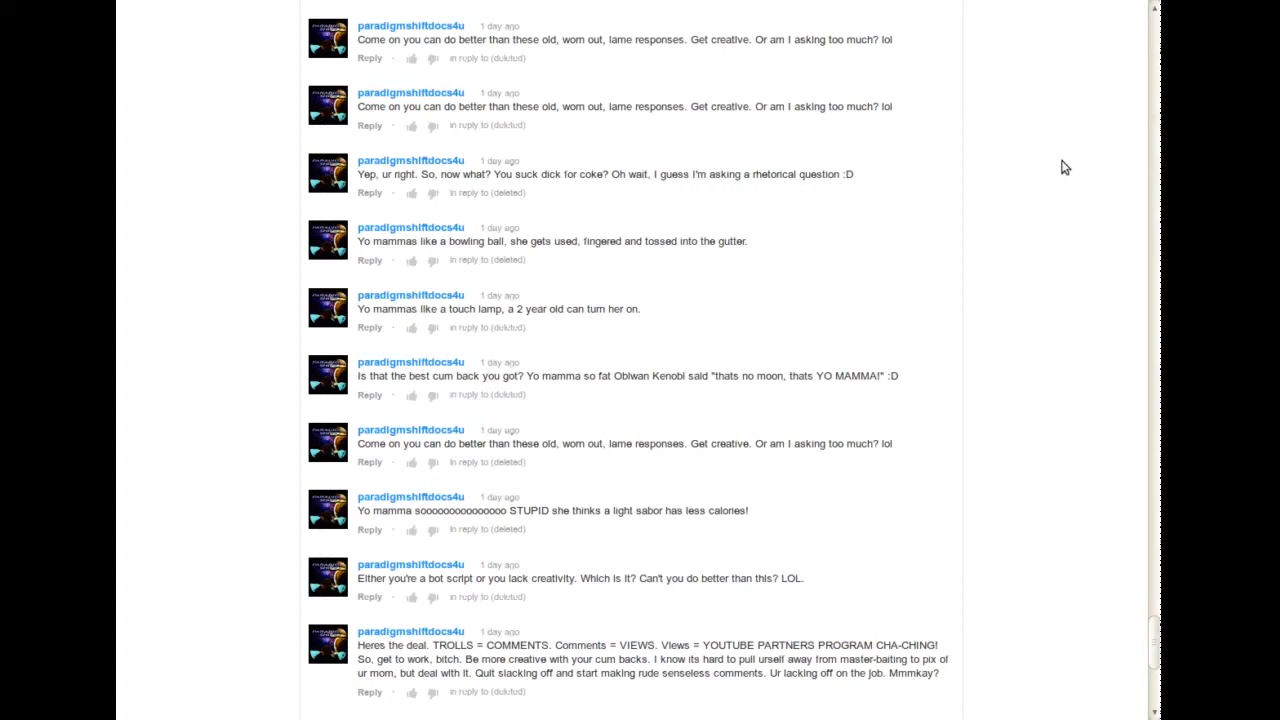 paradigmshiftdocs4u 1 day ago
Come on you can do better than these old, worn out, lame responses. Get creative. Or am I asking too much? lol
Reply · in reply to (deleted)
paradigmshiftdocs4u 1 day ago
Come on you can do better than these old, worn out, lame responses. Get creative. Or am I asking too much? lol
Reply · in reply to (deleted)
paradigmshiftdocs4u 1 day ago
Yep, ur right. So, now what? You suck dick for coke? Oh wait, I guess I'm asking a rhetorical question :D
Reply · in reply to (deleted)
paradigmshiftdocs4u 1 day ago
Yo mammas like a bowling ball, she gets used, fingered and tossed into the gutter.
Reply · in reply to (deleted)
paradigmshiftdocs4u 1 day ago
Yo mammas like a touch lamp, a 2 year old can turn her on.
Reply · in reply to (deleted)
paradigmshiftdocs4u 1 day ago
Is that the best cum back you got? Yo mamma so fat Obiwan Kenobi said "thats no moon, thats YO MAMMA!" :D
Reply · in reply to (deleted)
paradigmshiftdocs4u 1 day ago
Come on you can do better than these old, worn out, lame responses. Get creative. Or am I asking too much? lol
Reply · in reply to (deleted)
paradigmshiftdocs4u 1 day ago
Yo mamma sooooooooooooooo STUPID she thinks a light sabor has less calories!
Reply · in reply to (deleted)
paradigmshiftdocs4u 1 day ago
Either you're a bot script or you lack creativity. Which is it? Can't you do better than this? LOL.
Reply · in reply to (deleted)
paradigmshiftdocs4u 1 day ago
Heres the deal. TROLLS = COMMENTS. Comments = VIEWS. Views = YOUTUBE PARTNERS PROGRAM CHA-CHING!
So, get to work, bitch. Be more creative with your cum backs. I know its hard to pull urself away from master-baiting to pix of
ur mom, but deal with it. Quit slacking off and start making rude senseless comments. Ur lacking off on the job. Mmmkay?
Reply · in reply to (deleted)